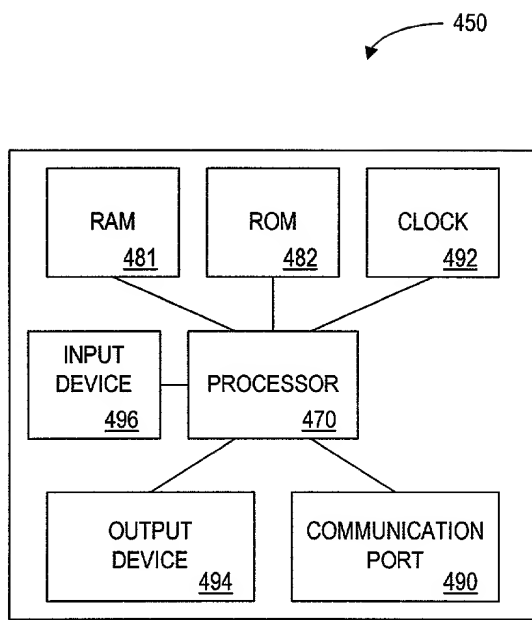 450
RAM
481
ROM
482
CLOCK
492
INPUT
DEVICE
496
PROCESSOR
470
OUTPUT
DEVICE
494
COMMUNICATION
PORT
490